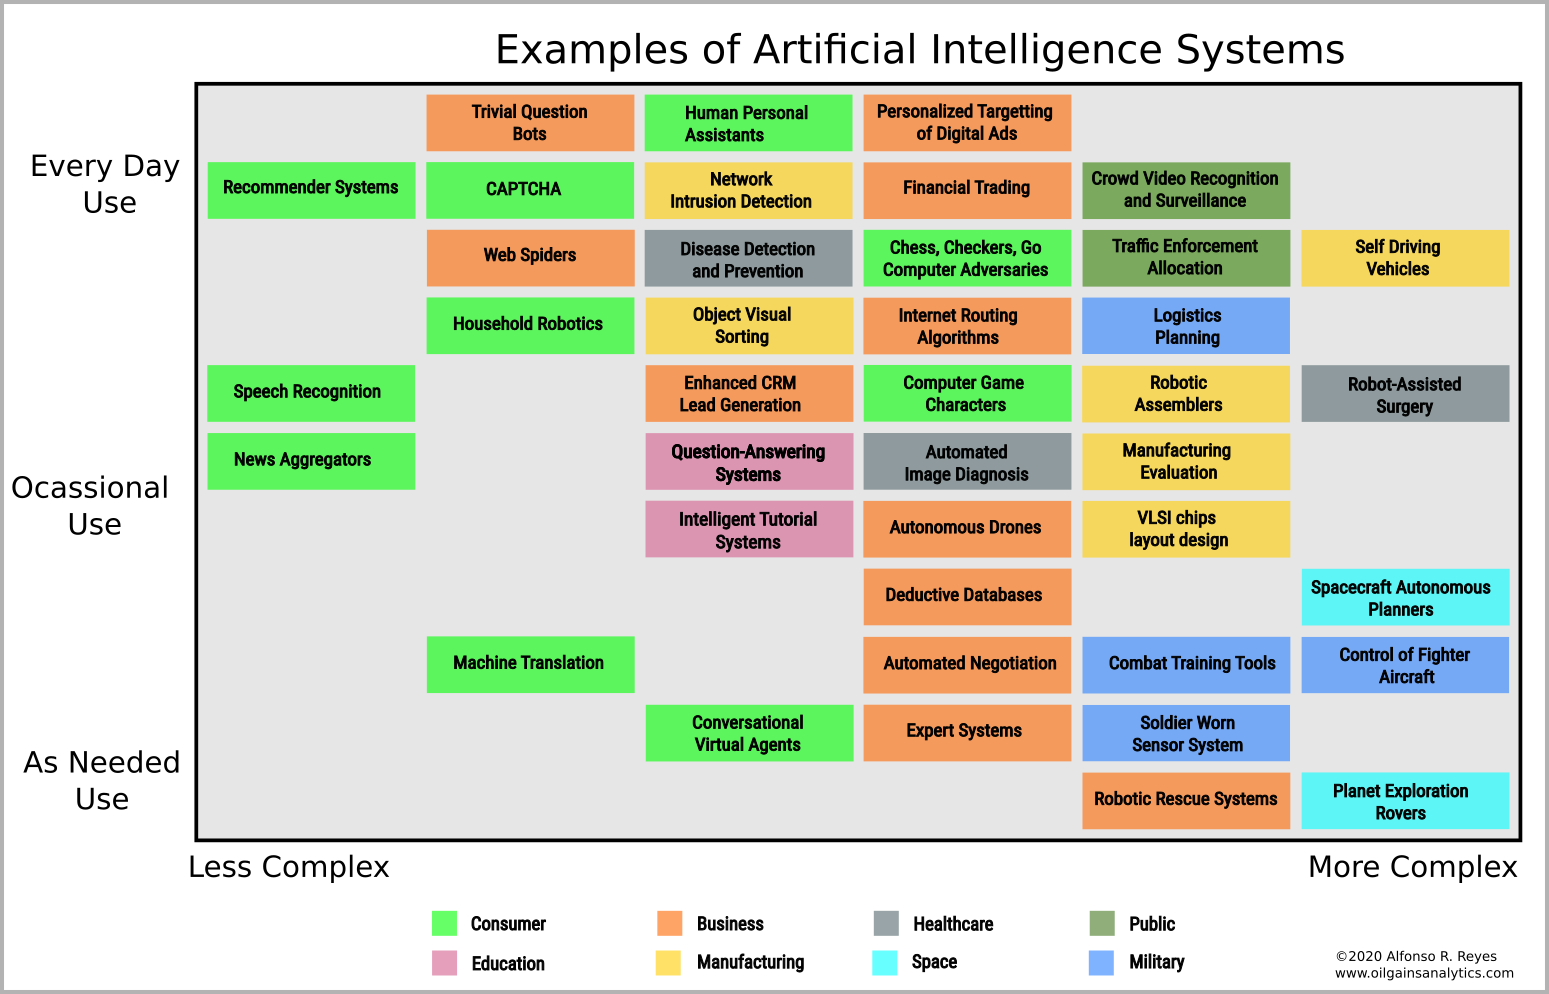 Examples of Artificial Intelligence Systems
Every Day
Use
Ocassional
Use
As Needed
Use
Trivial Question
Bots
Human Personal
Assistants
Personalized Targetting
of Digital Ads
Recommender Systems
CAPTCHA
Network
Intrusion Detection
Financial Trading
Crowd Video Recognition
and Surveillance
Web Spiders
Disease Detection
and Prevention
Chess, Checkers, Go
Computer Adversaries
Traffic Enforcement
Allocation
Self Driving
Vehicles
Household Robotics
Object Visual
Sorting
Internet Routing
Algorithms
Logistics
Planning
Speech Recognition
Enhanced CRM
Lead Generation
Computer Game
Characters
Robotic
Assemblers
Robot-Assisted
Surgery
News Aggregators
Question-Answering
Systems
Automated
Image Diagnosis
Manufacturing
Evaluation
Intelligent Tutorial
Systems
Autonomous Drones
VLSI chips
layout design
Deductive Databases
Spacecraft Autonomous
Planners
Machine Translation
Automated Negotiation
Combat Training Tools
Control of Fighter
Aircraft
Conversational
Virtual Agents
Expert Systems
Soldier Worn
Sensor System
Robotic Rescue Systems
Planet Exploration
Rovers
Less Complex
More Complex
Consumer
Business
Healthcare
Public
Education
Manufacturing
Space
Military
©2020 Alfonso R. Reyes
www.oilgainsanalytics.com